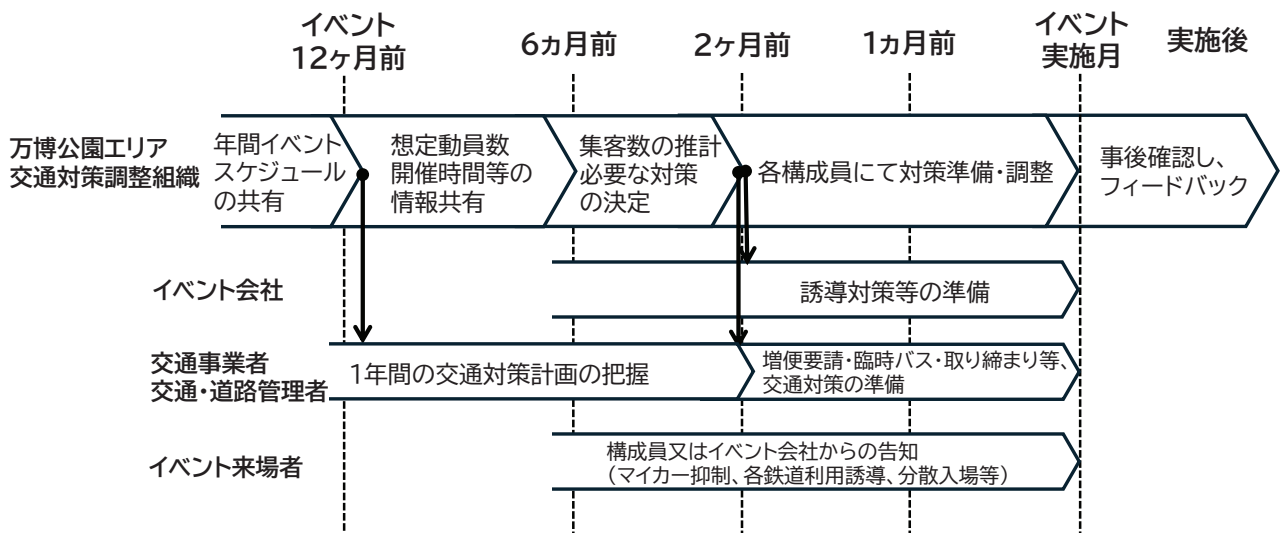 イベント
12ヶ月前
6ヵ月前
2ヶ月前
1ヵ月前
イベント
実施月
実施後
万博公園エリア
交通対策調整組織
年間イベント
スケジュール
の共有
想定動員数
開催時間等の
情報共有
集客数の推計
必要な対策
の決定
各構成員にて対策準備・調整
事後確認し、
フィードバック
イベント会社
誘導対策等の準備
交通事業者
交通・道路管理者
1年間の交通対策計画の把握
増便要請・臨時バス・取り締まり等、
交通対策の準備
イベント来場者
構成員又はイベント会社からの告知
(マイカー抑制、各鉄道利用誘導、分散入場等)